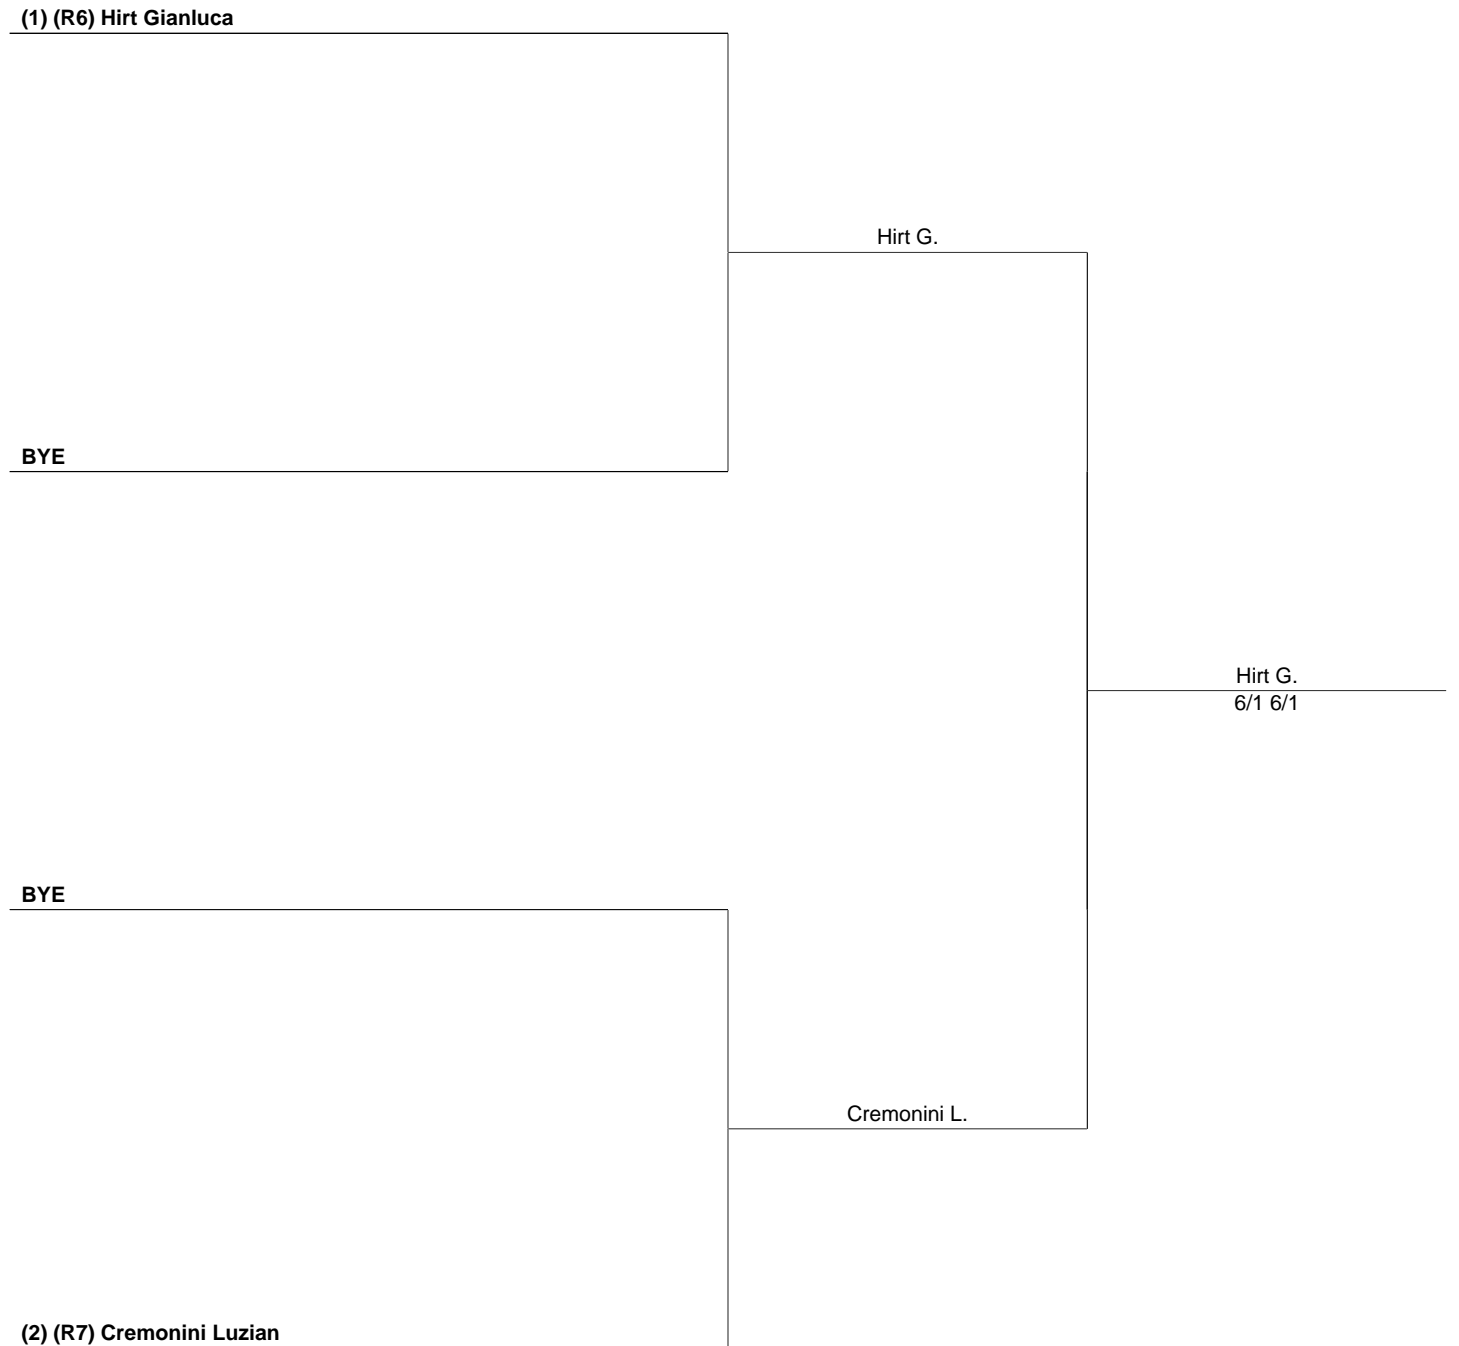 (1) (R6) Hirt Gianluca
Hirt G.
BYE
Hirt G.
6/1 6/1
BYE
Cremonini L.
(2) (R7) Cremonini Luzian